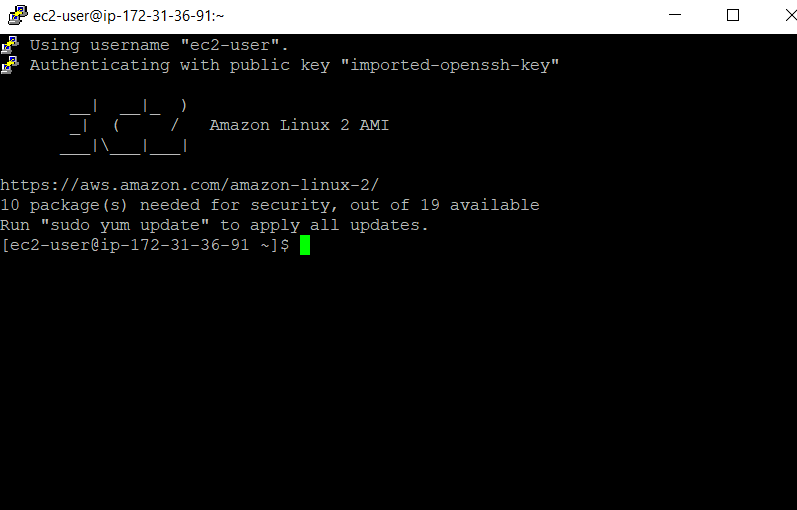 ec2-user@ip-172-31-36-91:~
Using username "ec2-user".
Authenticating with public key "imported-openssh-key"
       __|  __|_  )
       _|  (     /   Amazon Linux 2 AMI
      ___|\___|___|
https://aws.amazon.com/amazon-linux-2/
10 package(s) needed for security, out of 19 available
Run "sudo yum update" to apply all updates.
[ec2-user@ip-172-31-36-91 ~]$